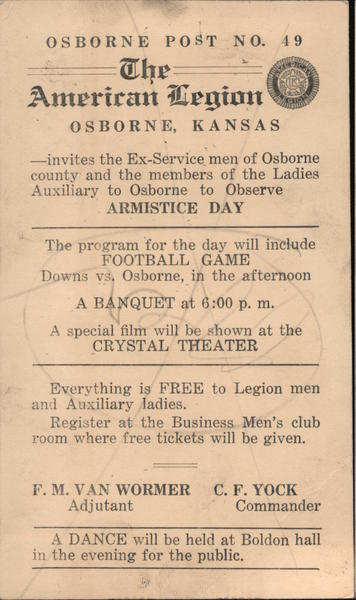 OSBORNE POST NO. 49
The
American Legion
OSBORNE, KANSAS
—invites the Ex-Service men of Osborne
county and the members of the Ladies
Auxiliary to Osborne to Observe
ARMISTICE DAY
The program for the day will include
FOOTBALL GAME
Downs vs. Osborne, in the afternoon
A BANQUET at 6:00 p. m.
A special film will be shown at the
CRYSTAL THEATER
Everything is FREE to Legion men
and Auxiliary ladies.
Register at the Business Men's club
room where free tickets will be given.
F. M. VAN WORMER C. F. YOCK
Adjutant Commander
A DANCE will be held at Boldon hall
in the evening for the public.